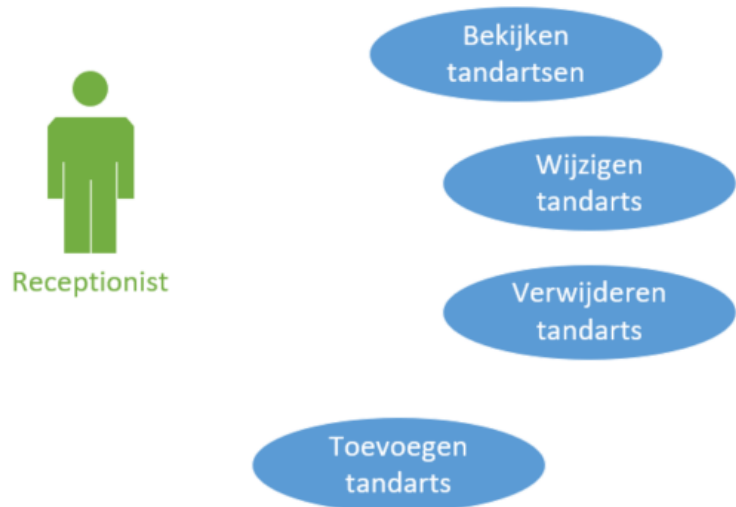 Bekijken
tandartsen
Wijzigen
tandarts
Receptionist
Verwijderen
tandarts
Toevoegen
tandarts